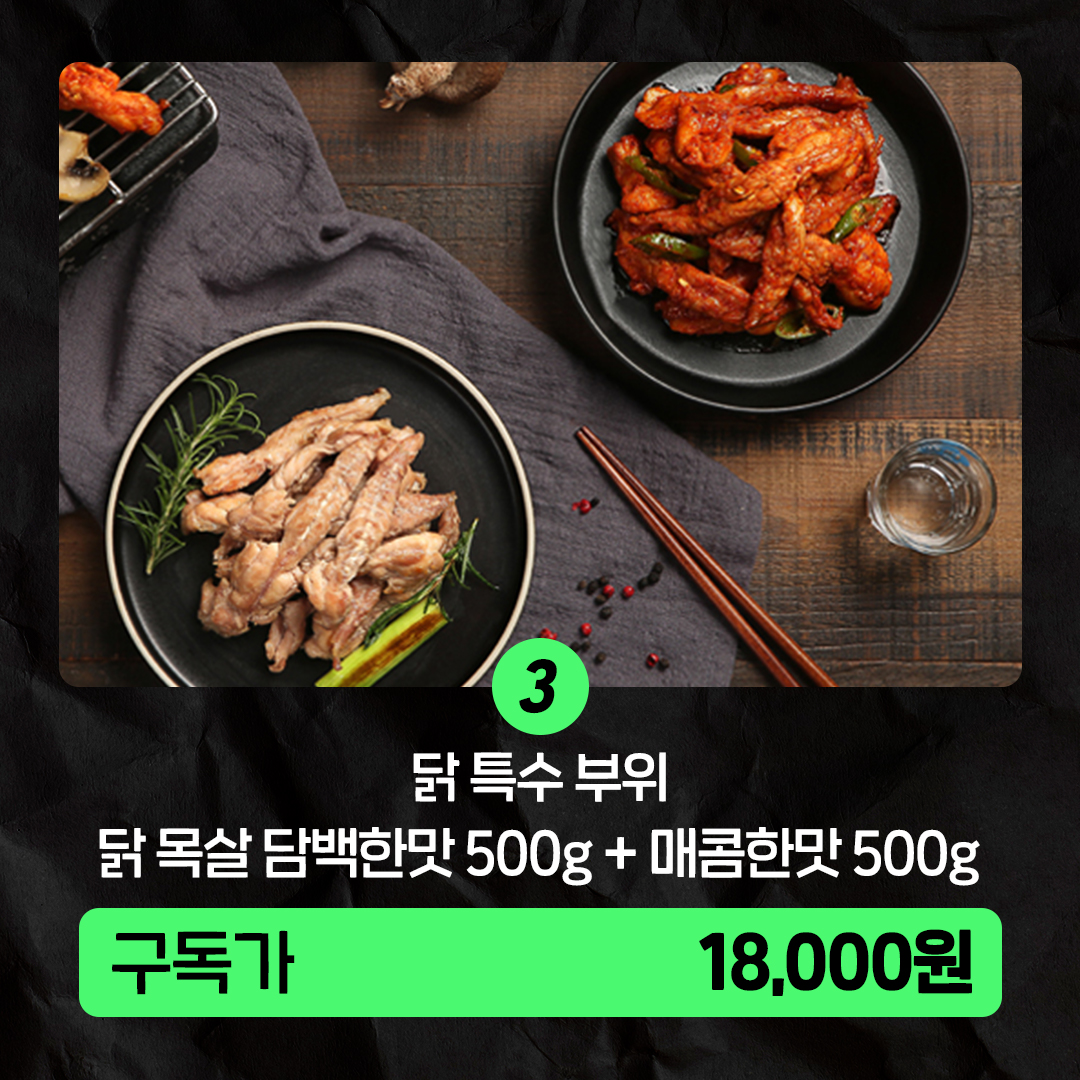 3
닭 특수 부위
닭 목살 담백한맛 500g + 매콤한맛 500g
구독가 18,000원